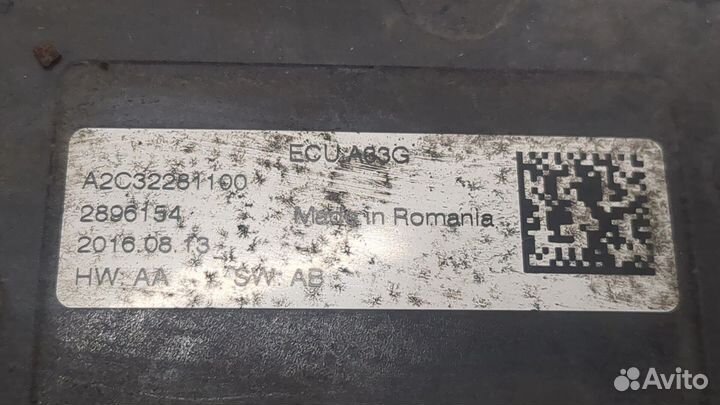 ECU A63G
A2C32281100
2896154 Made in Romania
2016.08.13
HW: AA SW: AB
Avito